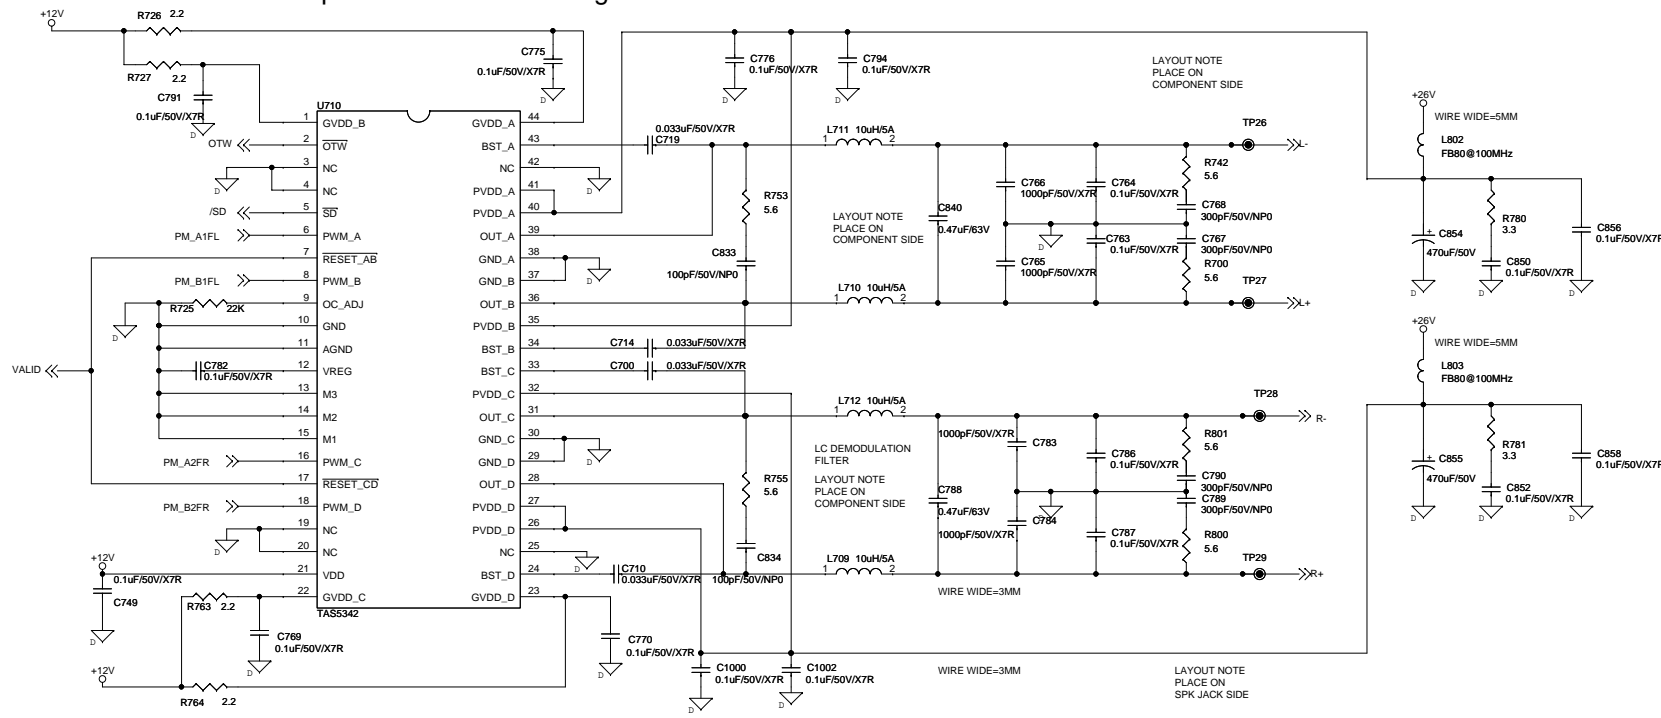 +12V
R726 2.2
R727 2.2
C791
0.1uF/50V/X7R
D
C775
0.1uF/50V/X7R
D
C776
0.1uF/50V/X7R
D
C794
0.1uF/50V/X7R
D
LAYOUT NOTE
PLACE ON
COMPONENT SIDE
U710
1 GVDD_B
2 OTW
3 NC
4 NC
5 SD
6 PWM_A
7 RESET_AB
8 PWM_B
9 OC_ADJ
10 GND
11 AGND
12 VREG
13 M3
14 M2
15 M1
16 PWM_C
17 RESET_CD
18 PWM_D
19 NC
20 NC
21 VDD
22 GVDD_C
GVDD_A 44
BST_A 43
NC 42
PVDD_A 41
PVDD_A 40
OUT_A 39
GND_A 38
GND_B 37
OUT_B 36
PVDD_B 35
BST_B 34
BST_C 33
PVDD_C 32
OUT_C 31
GND_C 30
GND_D 29
OUT_D 28
PVDD_D 27
PVDD_D 26
NC 25
BST_D 24
GVDD_D 23
TAS5342
OTW
D
/SD
PM_A1FL
PM_B1FL
R725 22K
D
VALID
C782
0.1uF/50V/X7R
PM_A2FR
PM_B2FR
D
+12V
0.1uF/50V/X7R
C749
D
R763 2.2
C769
0.1uF/50V/X7R
D
+12V
R764 2.2
0.033uF/50V/X7R
C719
D
D
R753
5.6
C833
100pF/50V/NP0
C714 0.033uF/50V/X7R
C700 0.033uF/50V/X7R
D
R755
5.6
C834
100pF/50V/NP0
D
C710
0.033uF/50V/X7R
C770
0.1uF/50V/X7R
D
C1000
0.1uF/50V/X7R
D
C1002
0.1uF/50V/X7R
D
L711 10uH/5A
1 2
LAYOUT NOTE
PLACE ON
COMPONENT SIDE
L710 10uH/5A
1 2
C840
0.47uF/63V
C766
1000pF/50V/X7R
C764
0.1uF/50V/X7R
R742
5.6
C768
300pF/50V/NP0
D
C765
1000pF/50V/X7R
C763
0.1uF/50V/X7R
C767
300pF/50V/NP0
R700
5.6
TP26
L-
TP27
L+
L712 10uH/5A
1 2
LC DEMODULATION
FILTER
LAYOUT NOTE
PLACE ON
COMPONENT SIDE
L709 10uH/5A
1 2
C788
0.47uF/63V
1000pF/50V/X7R
C783
C786
0.1uF/50V/X7R
R801
5.6
C790
300pF/50V/NP0
D
C784
1000pF/50V/X7R
C787
0.1uF/50V/X7R
C789
300pF/50V/NP0
R800
5.6
TP28
R-
TP29
R+
WIRE WIDE=3MM
WIRE WIDE=3MM
LAYOUT NOTE
PLACE ON
SPK JACK SIDE
+26V
WIRE WIDE=5MM
L802
FB80@100MHz
+ C854
470uF/50V
D
R780
3.3
C850
0.1uF/50V/X7R
D
C856
0.1uF/50V/X7R
D
+26V
WIRE WIDE=5MM
L803
FB80@100MHz
+ C855
470uF/50V
D
R781
3.3
C852
0.1uF/50V/X7R
D
C858
0.1uF/50V/X7R
D